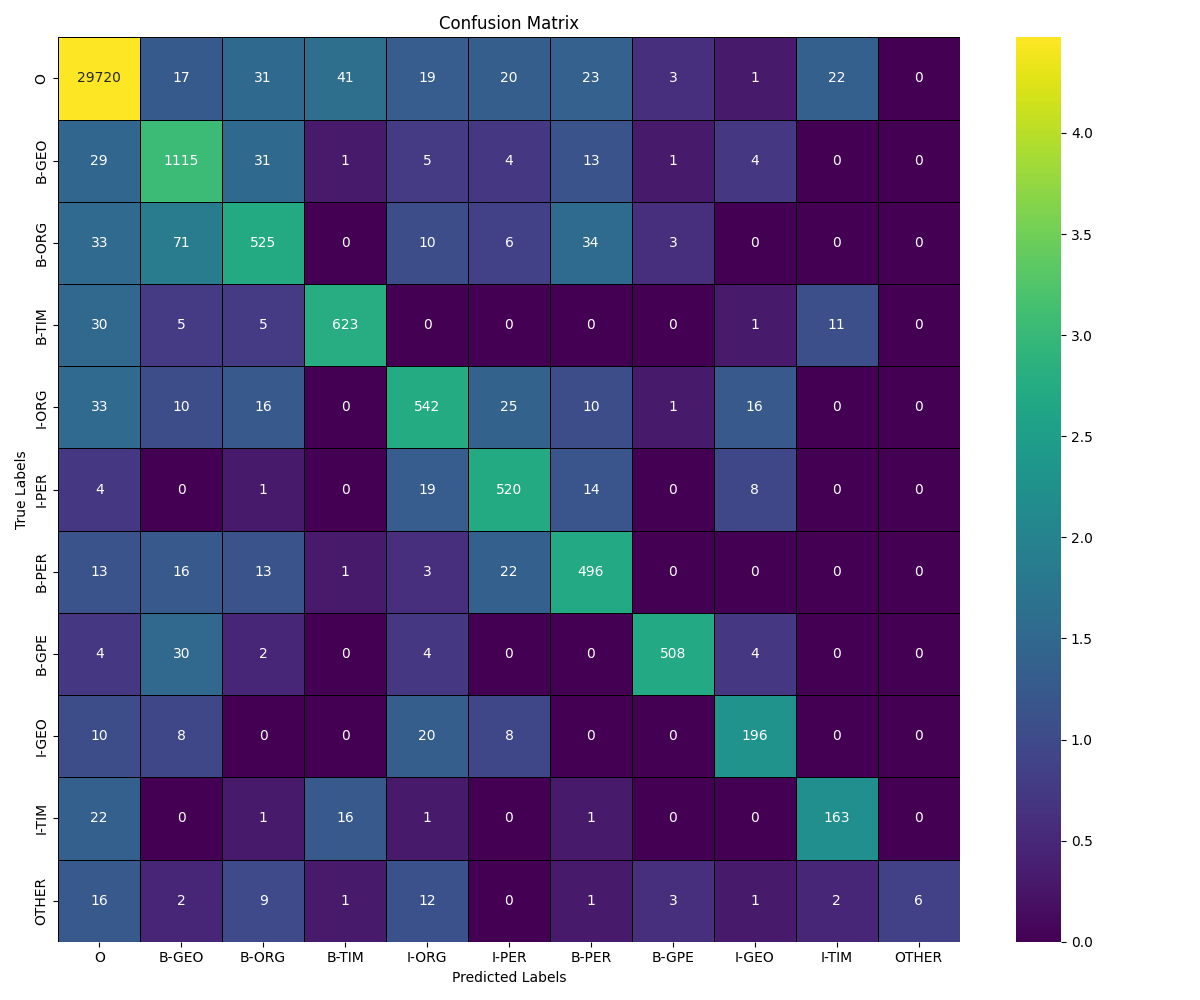 Confusion Matrix
True Labels
O 29720 17 31 41 19 20 23 3 1 22 0
B-GEO 29 1115 31 1 5 4 13 1 4 0 0
B-ORG 33 71 525 0 10 6 34 3 0 0 0
B-TIM 30 5 5 623 0 0 0 0 1 11 0
I-ORG 33 10 16 0 542 25 10 1 16 0 0
I-PER 4 0 1 0 19 520 14 0 8 0 0
B-PER 13 16 13 1 3 22 496 0 0 0 0
B-GPE 4 30 2 0 4 0 0 508 4 0 0
I-GEO 10 8 0 0 20 8 0 0 196 0 0
I-TIM 22 0 1 16 1 0 1 0 0 163 0
OTHER 16 2 9 1 12 0 1 3 1 2 6
O B-GEO B-ORG B-TIM I-ORG I-PER B-PER B-GPE I-GEO I-TIM OTHER
Predicted Labels
4.0
3.5
3.0
2.5
2.0
1.5
1.0
0.5
0.0